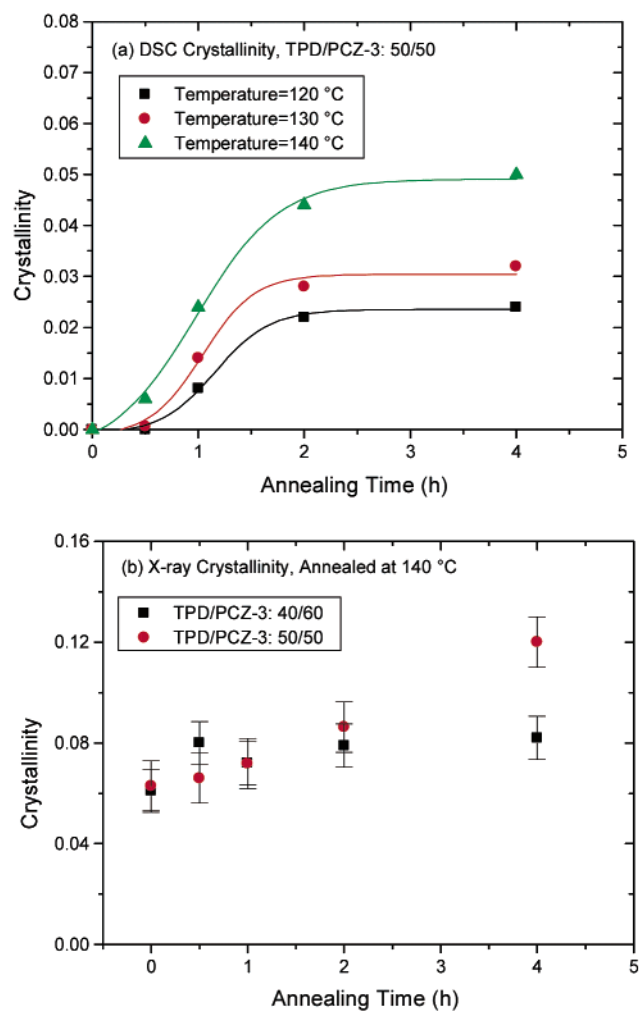 0.08
(a) DSC Crystallinity, TPD/PCZ-3: 50/50
0.07
Temperature=120 °C
0.06
Temperature=130 °C
Temperature=140 °C
0.05
Crystallinity
0.04
0.03
0.02
0.01
0.00
0 1 2 3 4 5
Annealing Time (h)
0.16
(b) X-ray Crystallinity, Annealed at 140 °C
TPD/PCZ-3: 40/60
TPD/PCZ-3: 50/50
0.12
Crystallinity
0.08
0.04
0.00
0 1 2 3 4 5
Annealing Time (h)